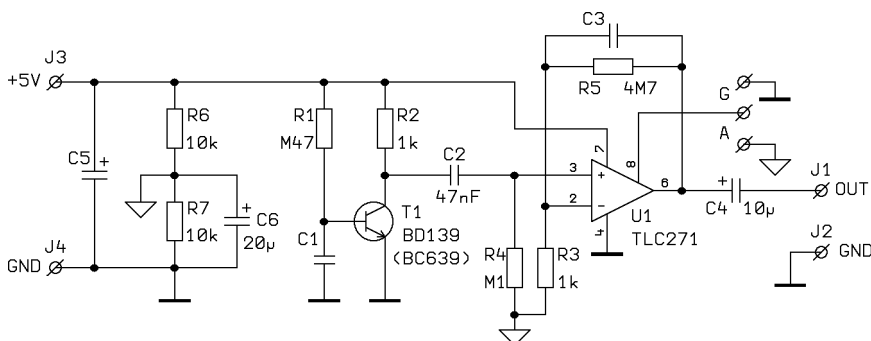 C3
J3
+5V
R5 4M7
G
R6
10k
R1
M47
R2
1k
A
C5
+
C2
47nF
7
8
3
+
2
-
6
4
U1
TLC271
+
C4
10µ
J1
OUT
R7
10k
+
C6
20µ
C1
T1
BD139
(BC639)
J4
GND
R4
M1
R3
1k
J2
GND